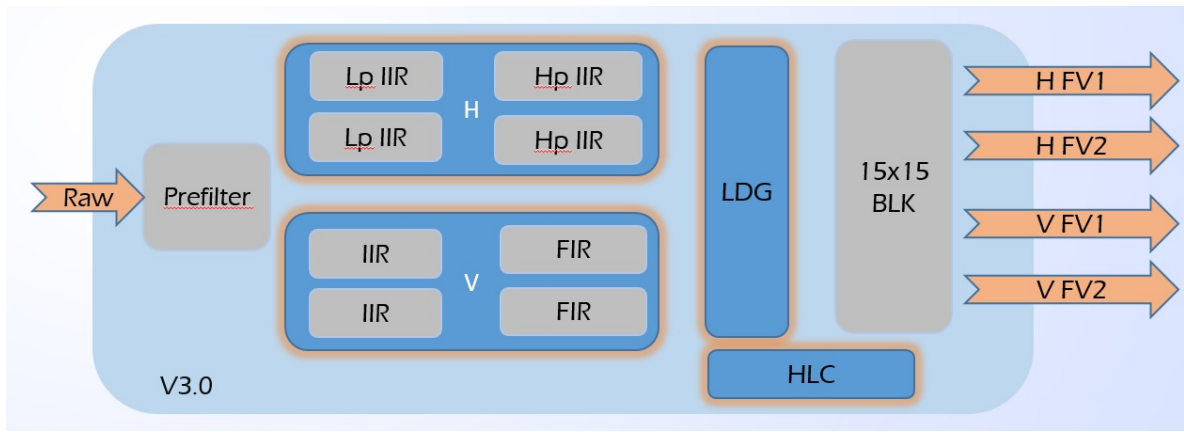 Raw
Prefilter
Lp IIR
Hp IIR
H
Lp IIR
Hp IIR
IIR
FIR
V
IIR
FIR
LDG
15x15
BLK
HLC
H FV1
H FV2
V FV1
V FV2
V3.0